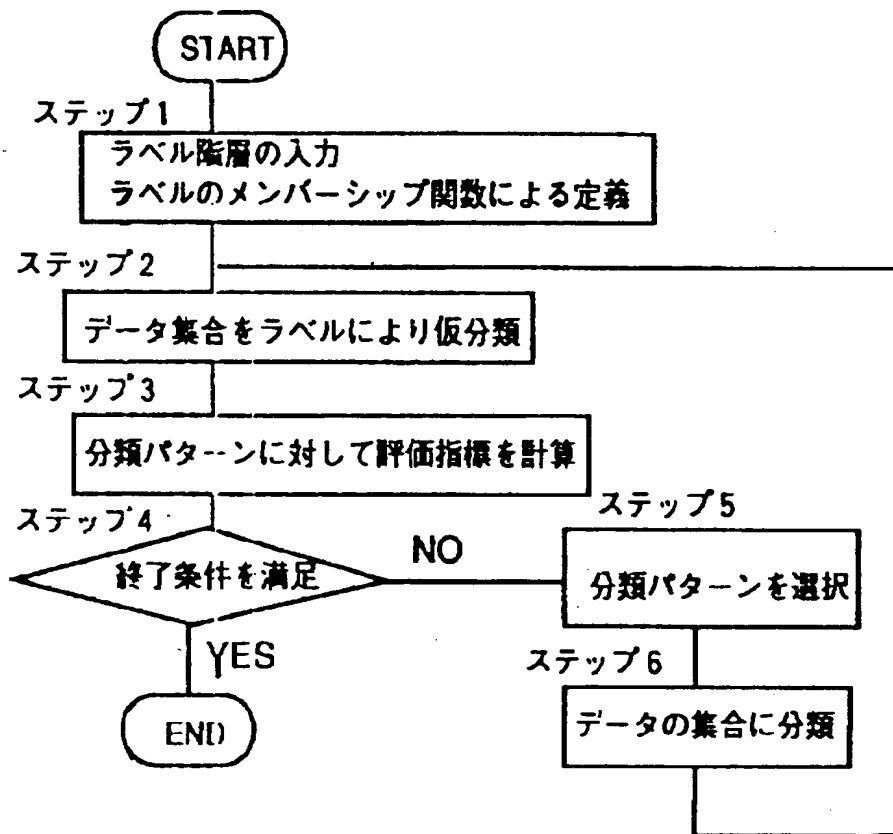 START
ステップ1
ラベル階層の入力
ラベルのメンバーシップ関数による定義
ステップ2
データ集合をラベルにより仮分類
ステップ3
分類パターンに対して評価指標を計算
ステップ4
終了条件を満足
NO
YES
END
ステップ5
分類パターンを選択
ステップ6
データの集合に分類